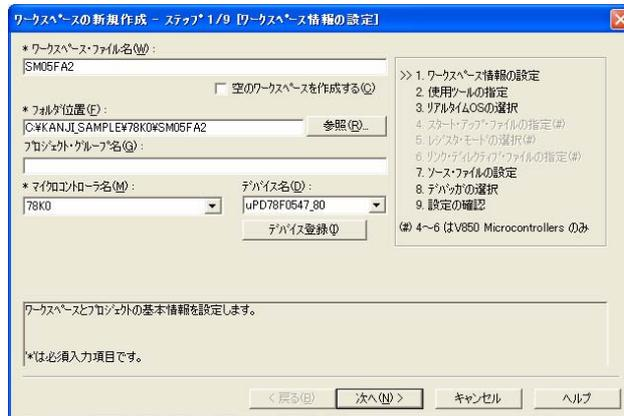 ワークスペースの新規作成 - ステップ 1/9 [ワークスペース情報の設定]
* ワークスペース・ファイル名(W) :
SM05FA2
空のワークスペースを作成する(C)
* フォルダ位置(F) :
C:¥KANJI_SAMPLE¥78K0¥SM05FA2
参照(R)...
プロジェクト・グループ名(G) :
* マイクロコントローラ名(M) :
78K0
デバイス名(D) :
uPD78F0547_80
デバイス登録(I)
>> 1. ワークスペース情報の設定
2. 使用ツールの指定
3. リアルタイムOSの選択
4. スタート・アップ・ファイルの指定(#)
5. レジスタ・モードの選択(#)
6. リンク・ディレクティブ・ファイルの指定(#)
7. ソース・ファイルの設定
8. デバッガの選択
9. 設定の確認
(#) 4~6 はV850 Microcontrollers のみ
ワークスペースとプロジェクトの基本情報を設定します。
'*'は必須入力項目です。
< 戻る(B)
次へ(N) >
キャンセル
ヘルプ